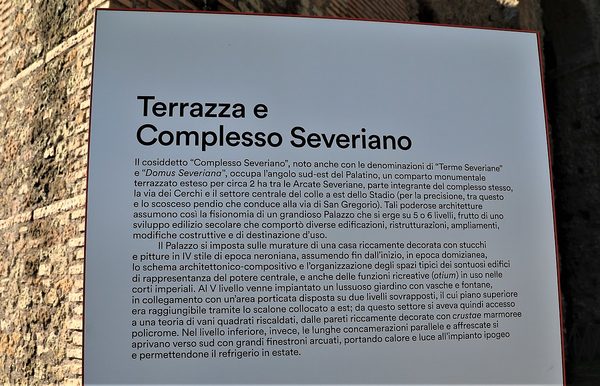 Terrazza e
Complesso Severiano
Il cosiddetto “Complesso Severiano”, noto anche con le denominazioni di “Terme Severiane”
e “Domus Severiana”, occupa l'angolo sud-est del Palatino, un comparto monumentale
terrazzato esteso per circa 2 ha tra le Arcate Severiane, parte integrante del complesso stesso,
la via dei Cerchi e il settore centrale del colle a est dello Stadio (per la precisione, tra questo
e lo scosceso pendio che conduce alla via di San Gregorio). Tali poderose architetture
assumono così la fisionomia di un grandioso Palazzo che si erge su 5 o 6 livelli, frutto di uno
sviluppo edilizio secolare che comportò diverse edificazioni, ristrutturazioni, ampliamenti,
modifiche costruttive e di destinazione d'uso.
Il Palazzo si imposta sulle murature di una casa riccamente decorata con stucchi
e pitture in IV stile di epoca neroniana, assumendo fin dall'inizio, in epoca domizianea,
lo schema architettonico-compositivo e l'organizzazione degli spazi tipici dei sontuosi edifici
di rappresentanza del potere centrale, e anche delle funzioni ricreative (otium) in uso nelle
corti imperiali. Al V livello venne impiantato un lussuoso giardino con vasche e fontane,
in collegamento con un'area porticata disposta su due livelli sovrapposti, il cui piano superiore
era raggiungibile tramite lo scalone collocato a est; da questo settore si aveva quindi accesso
a una teoria di vani quadrati riscaldati, dalle pareti riccamente decorate con crustae marmoree
policrome. Nel livello inferiore, invece, le lunghe concamerazioni parallele e affrescate si
aprivano verso sud con grandi finestroni arcuati, portando calore e luce all'impianto ipogeo
e permettendone il refrigerio in estate.